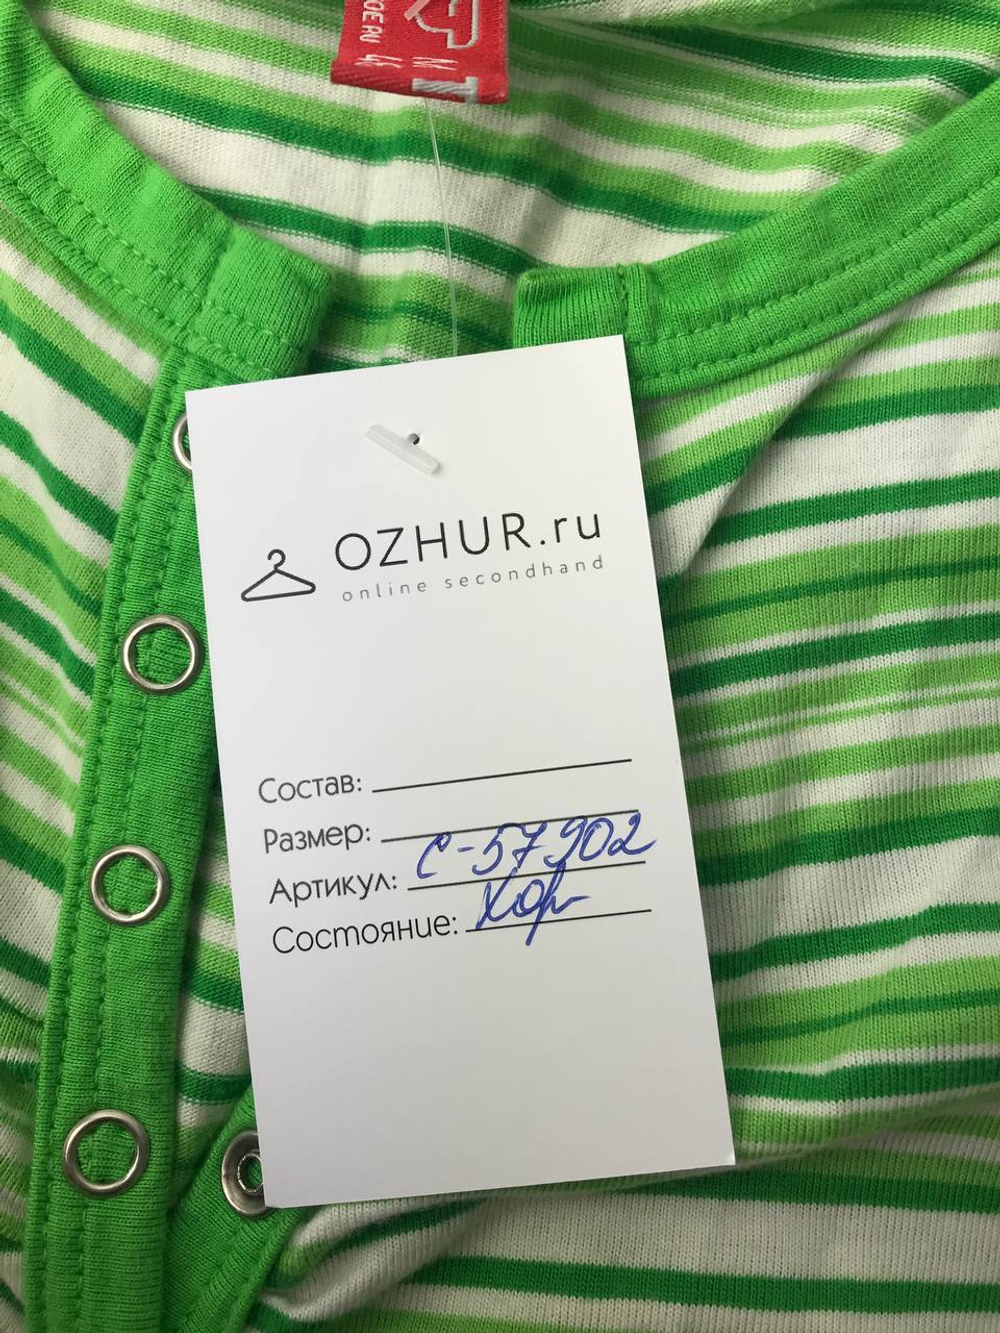 OZHUR.ru
online secondhand
Состав:
Размер:
Артикул: С-57902
Состояние: Хор